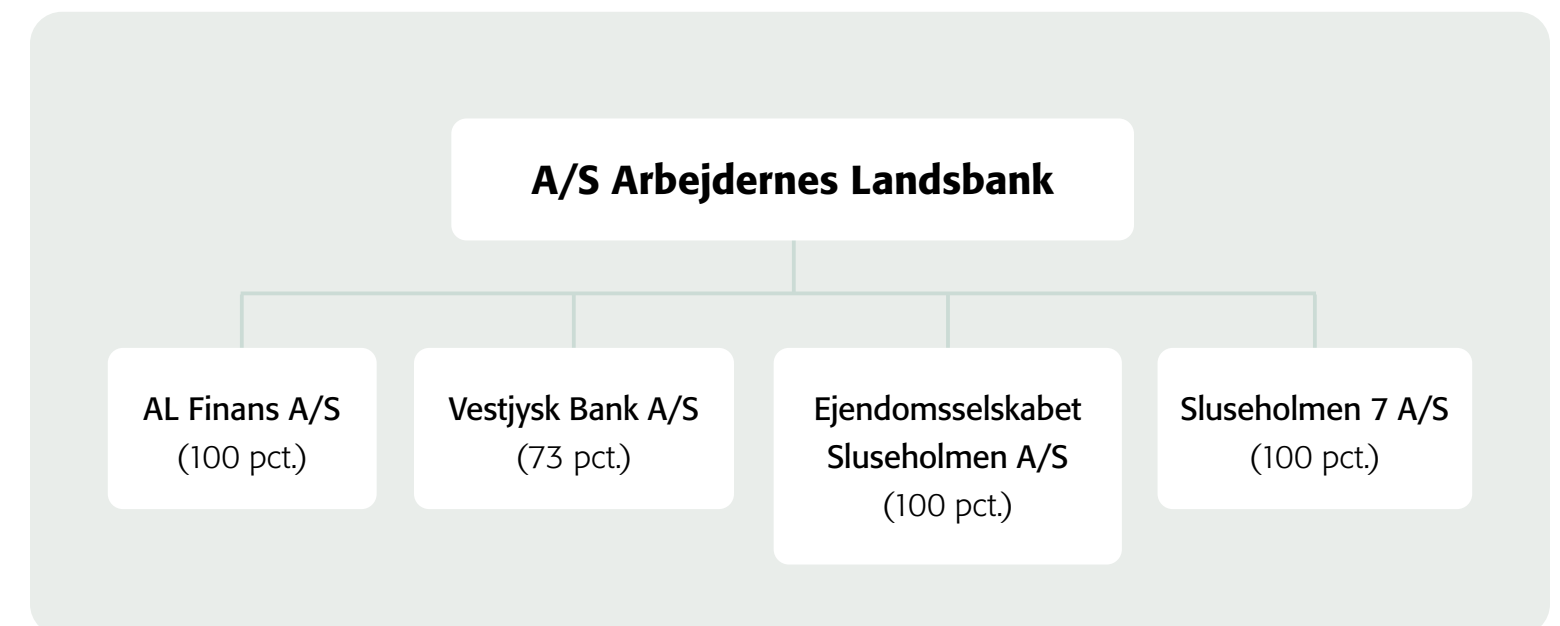 A/S Arbejdernes Landsbank
AL Finans A/S
(100 pct.)
Vestjysk Bank A/S
(73 pct.)
Ejendomsselskabet
Sluseholmen A/S
(100 pct.)
Sluseholmen 7 A/S
(100 pct.)